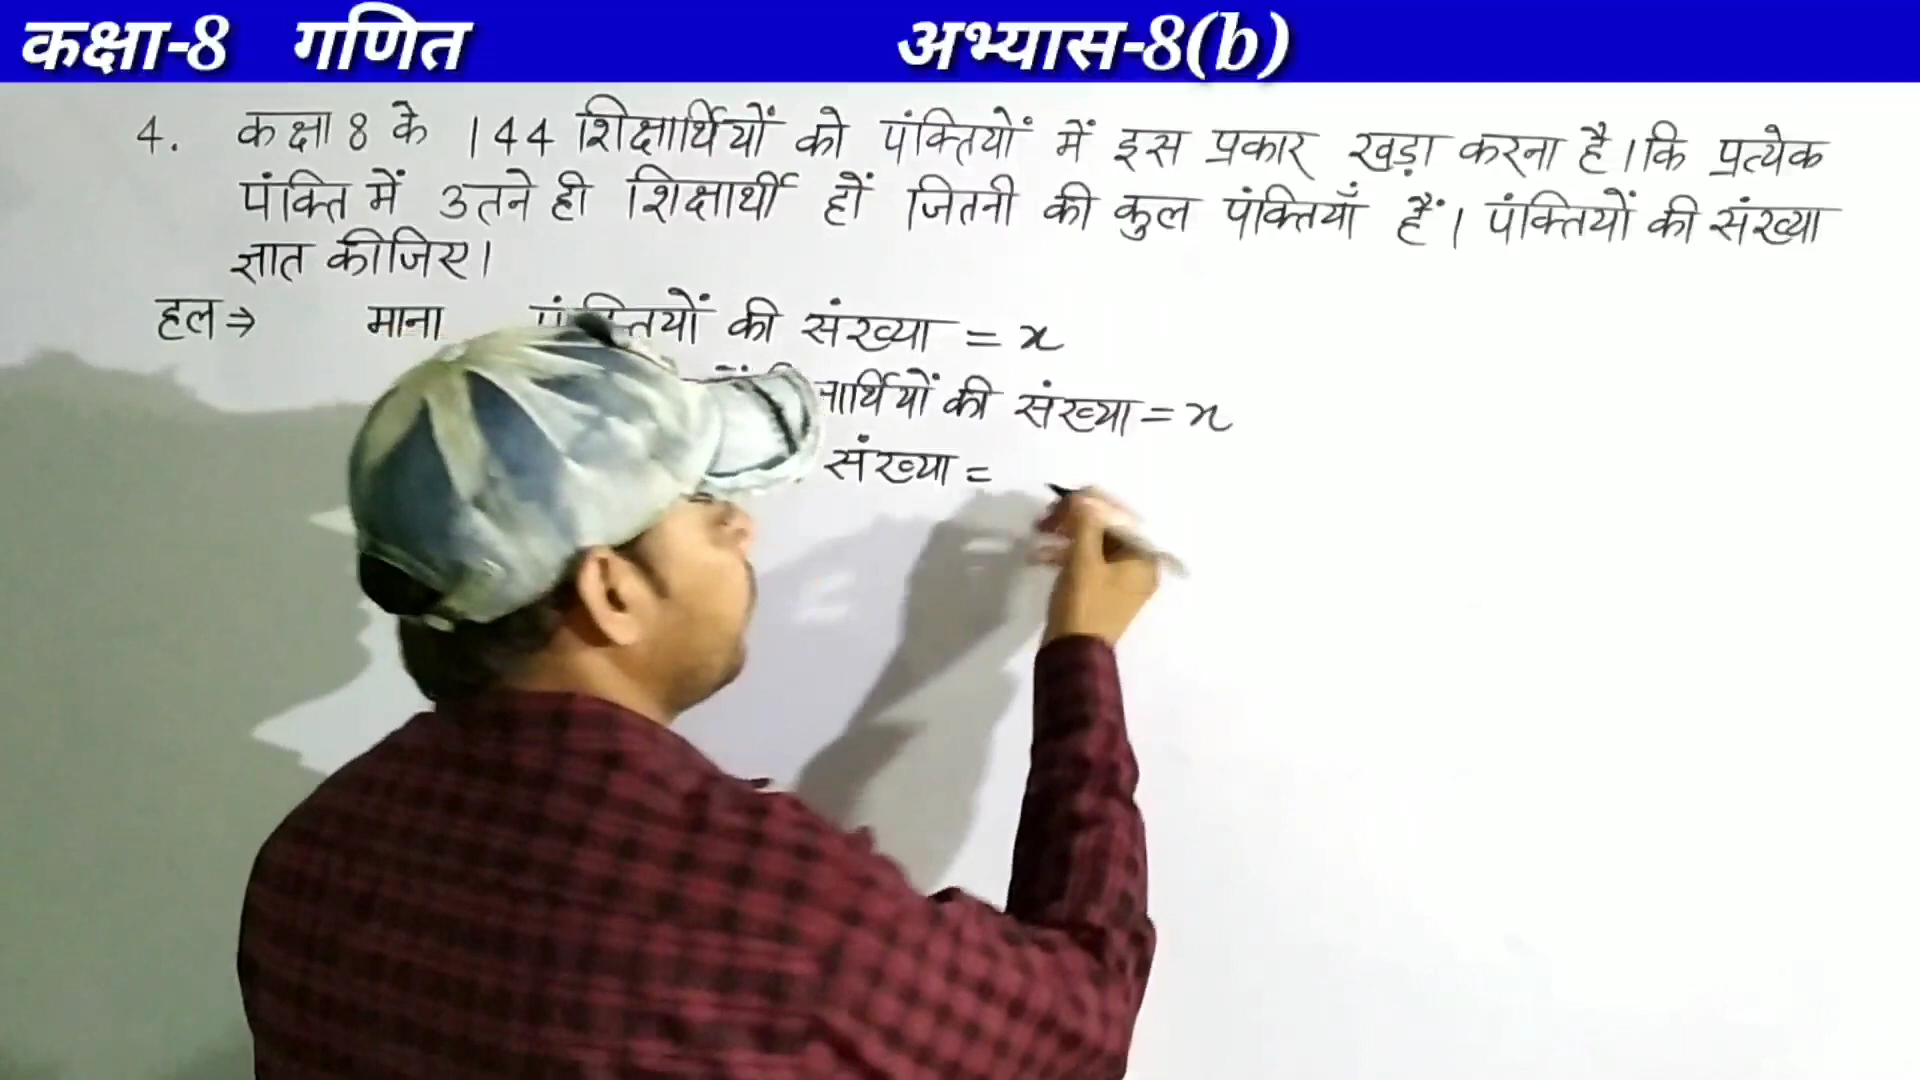 कक्षा-8 गणित अभ्यास-8(b)
4. कक्षा 8 के 144 शिक्षार्थियों को पंक्तियों में इस प्रकार खड़ा करना है। कि प्रत्येक
पंक्ति में उतने ही शिक्षार्थी हों जितनी की कुल पंक्तियाँ हैं। पंक्तियों की संख्या
ज्ञात कीजिए।
हल ⇒ माना पंक्तियों की संख्या = x
की संख्या = x
संख्या =